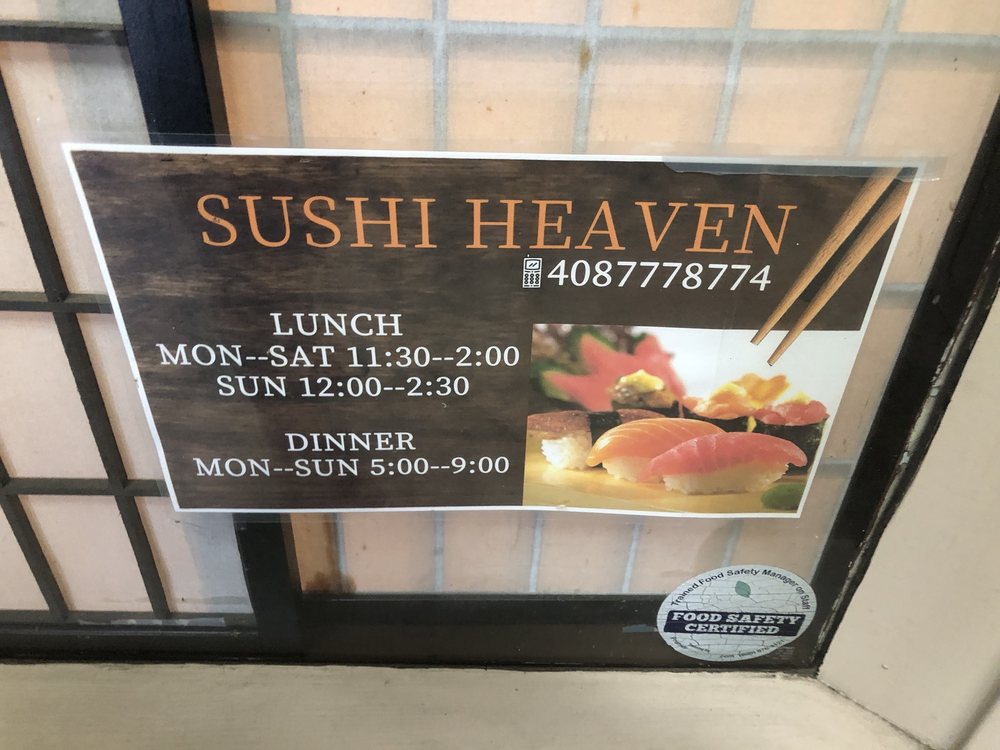 SUSHI HEAVEN
4087778774
LUNCH
MON--SAT 11:30--2:00
SUN 12:00--2:30
DINNER
MON--SUN 5:00--9:00
Trained Food Safety Manager on Staff
FOOD SAFETY
CERTIFIED